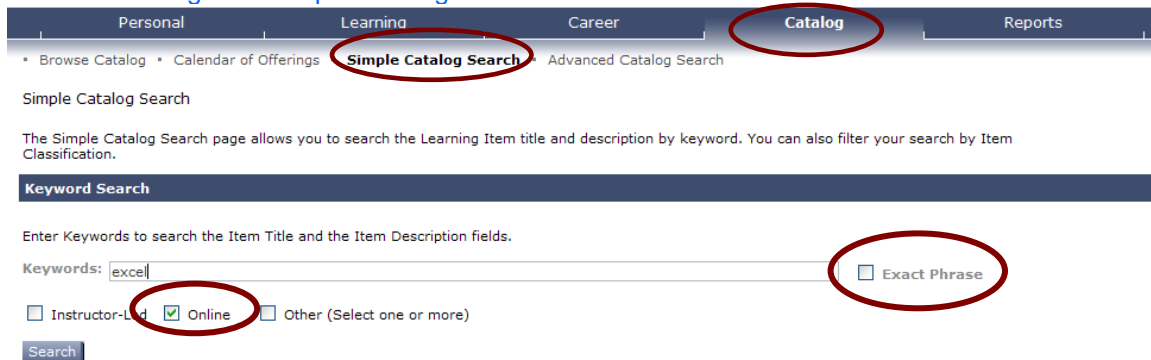 Personal Learning Career Catalog Reports
Browse Catalog Calendar of Offerings Simple Catalog Search Advanced Catalog Search
Simple Catalog Search
The Simple Catalog Search page allows you to search the Learning Item title and description by keyword. You can also filter your search by Item
Classification.
Keyword Search
Enter Keywords to search the Item Title and the Item Description fields.
Keywords: excel Exact Phrase
Instructor-Led Online Other (Select one or more)
Search